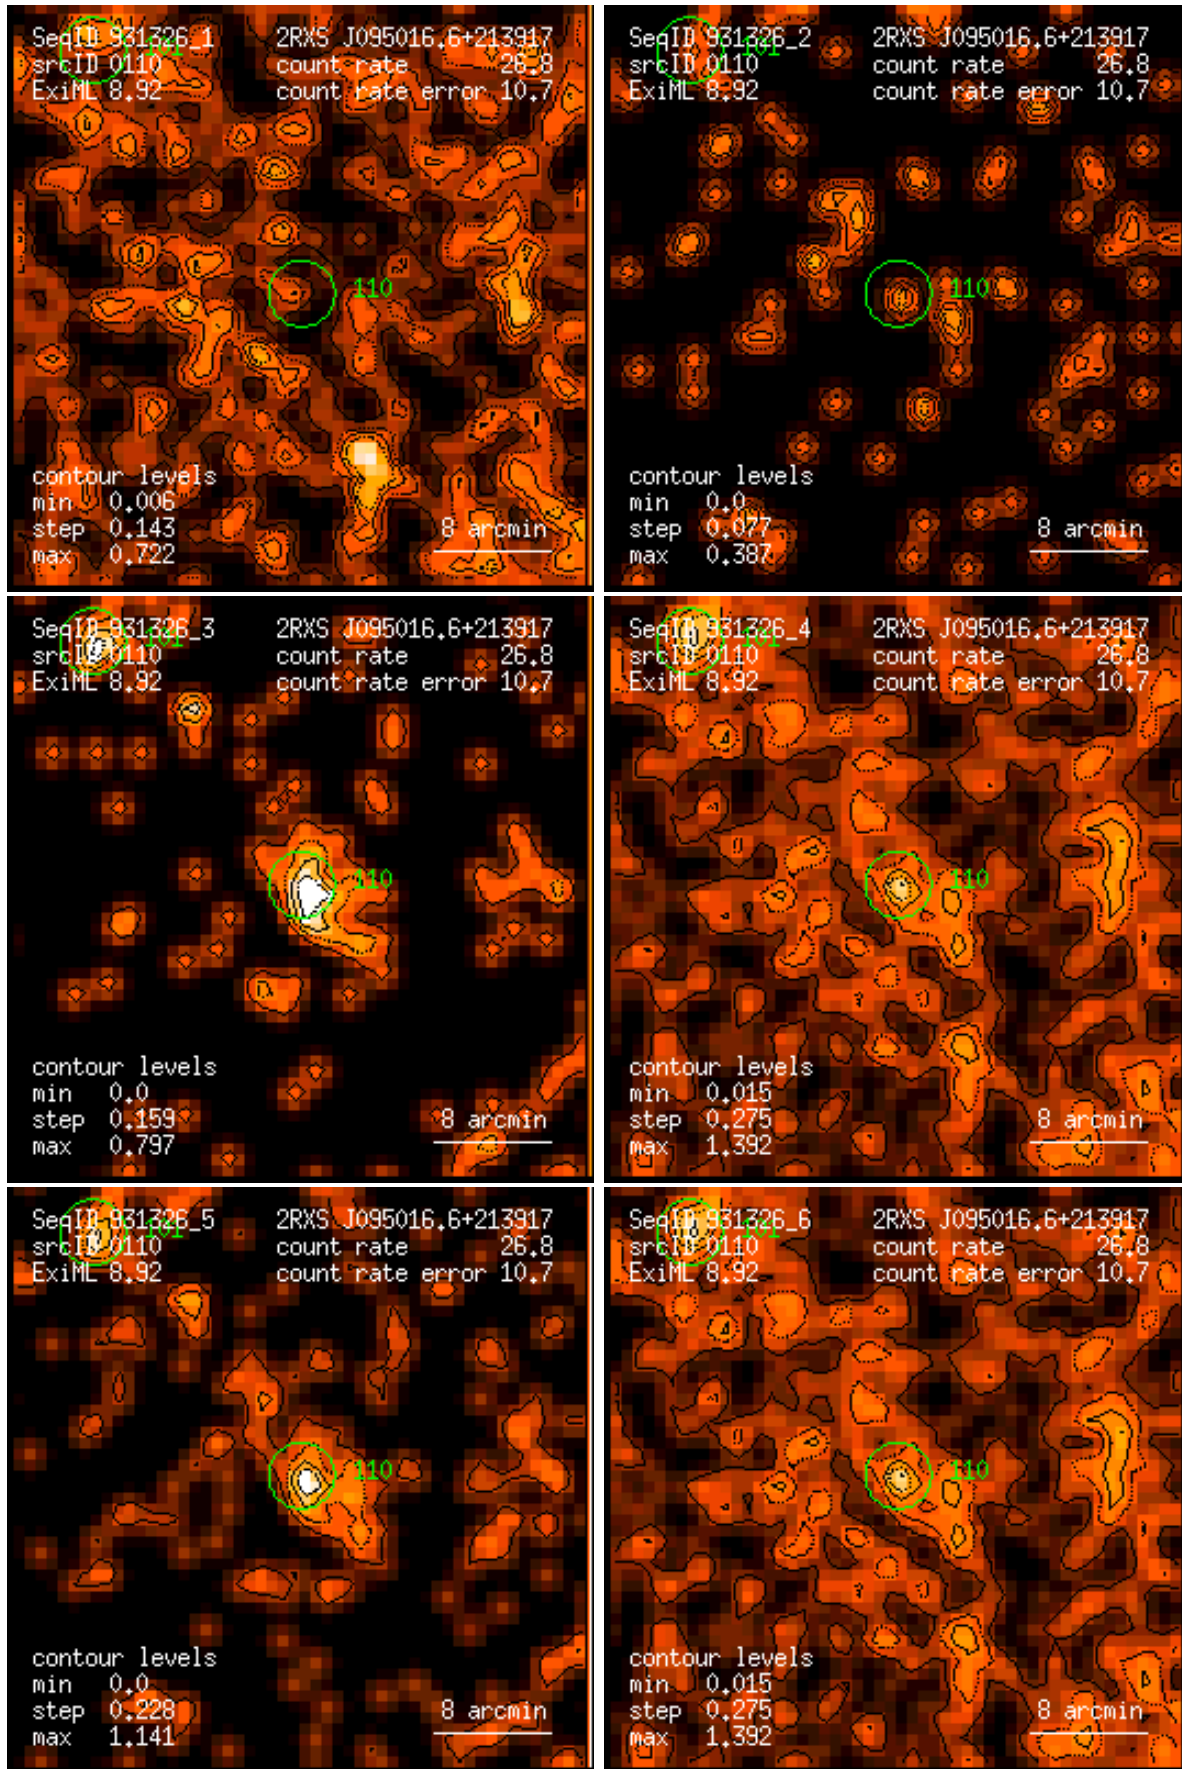 SeqID 931326_1 2RXS J095016.6+213917
101
srcID 0110 count rate 26.8
ExiML 8.92 count rate error 10.7
110
contour levels
min 0.006
step 0.143 8 arcmin
max 0.722
SeqID 931326_2 2RXS J095016.6+213917
101
srcID 0110 count rate 26.8
ExiML 8.92 count rate error 10.7
110
contour levels
min 0.0
step 0.077 8 arcmin
max 0.387
SeqID 931326_3 2RXS J095016.6+213917
101
srcID 0110 count rate 26.8
ExiML 8.92 count rate error 10.7
110
contour levels
min 0.0
step 0.159 8 arcmin
max 0.797
SeqID 931326_4 2RXS J095016.6+213917
101
srcID 0110 count rate 26.8
ExiML 8.92 count rate error 10.7
110
contour levels
min 0.015
step 0.275 8 arcmin
max 1.392
SeqID 931326_5 2RXS J095016.6+213917
101
srcID 0110 count rate 26.8
ExiML 8.92 count rate error 10.7
110
contour levels
min 0.0
step 0.228 8 arcmin
max 1.141
SeqID 931326_6 2RXS J095016.6+213917
101
srcID 0110 count rate 26.8
ExiML 8.92 count rate error 10.7
110
contour levels
min 0.015
step 0.275 8 arcmin
max 1.392